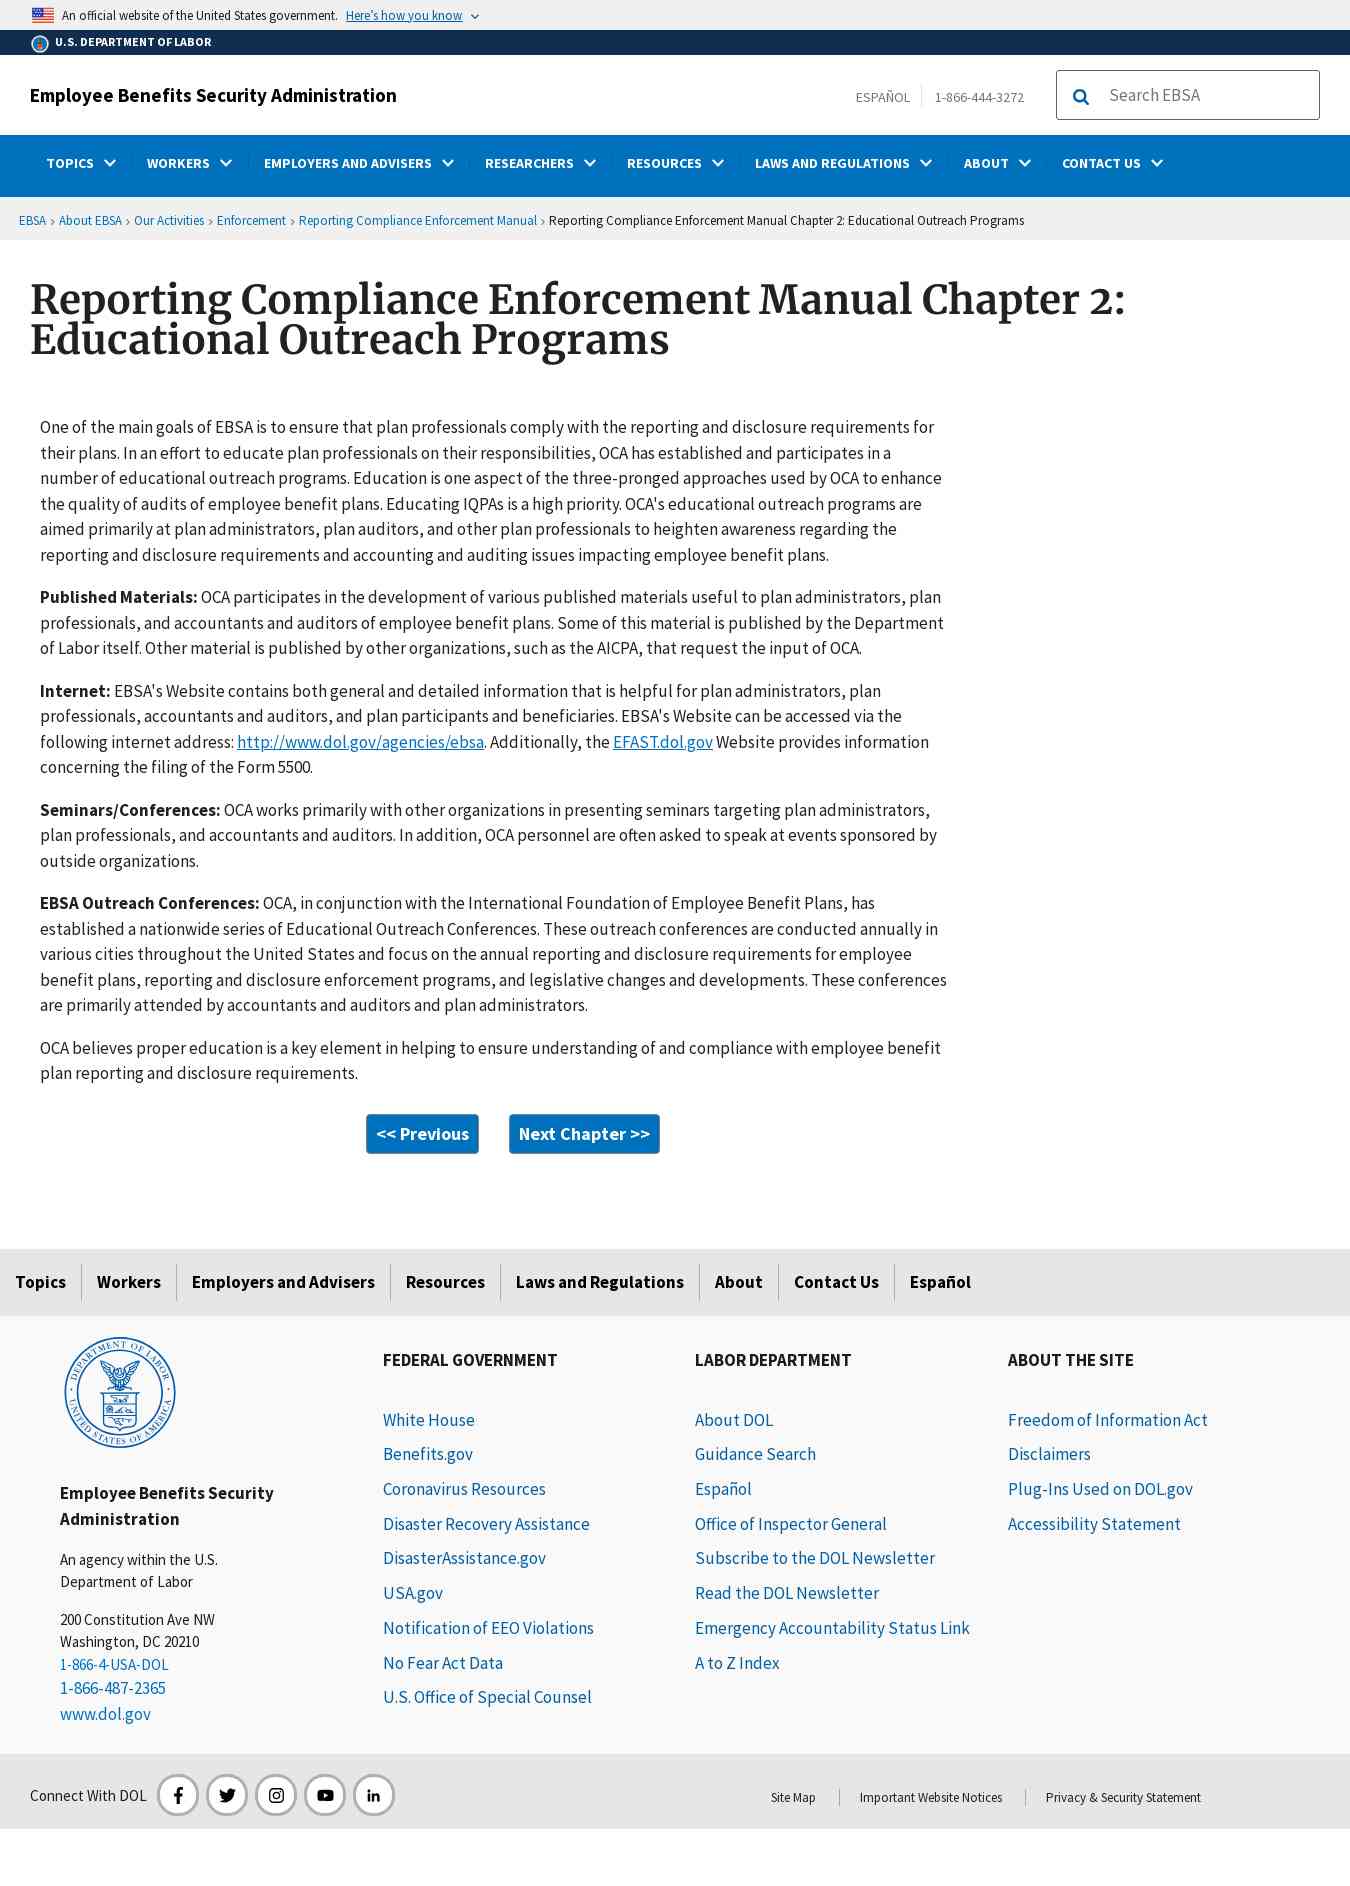 An official website of the United States government. Here's how you know
U.S. DEPARTMENT OF LABOR
Employee Benefits Security Administration
ESPAÑOL
1-866-444-3272
Search EBSA
TOPICS WORKERS EMPLOYERS AND ADVISERS RESEARCHERS RESOURCES LAWS AND REGULATIONS ABOUT CONTACT US
EBSA › About EBSA › Our Activities › Enforcement › Reporting Compliance Enforcement Manual › Reporting Compliance Enforcement Manual Chapter 2: Educational Outreach Programs
Reporting Compliance Enforcement Manual Chapter 2:
Educational Outreach Programs
One of the main goals of EBSA is to ensure that plan professionals comply with the reporting and disclosure requirements for
their plans. In an effort to educate plan professionals on their responsibilities, OCA has established and participates in a
number of educational outreach programs. Education is one aspect of the three-pronged approaches used by OCA to enhance
the quality of audits of employee benefit plans. Educating IQPAs is a high priority. OCA's educational outreach programs are
aimed primarily at plan administrators, plan auditors, and other plan professionals to heighten awareness regarding the
reporting and disclosure requirements and accounting and auditing issues impacting employee benefit plans.
Published Materials: OCA participates in the development of various published materials useful to plan administrators, plan
professionals, and accountants and auditors of employee benefit plans. Some of this material is published by the Department
of Labor itself. Other material is published by other organizations, such as the AICPA, that request the input of OCA.
Internet: EBSA's Website contains both general and detailed information that is helpful for plan administrators, plan
professionals, accountants and auditors, and plan participants and beneficiaries. EBSA's Website can be accessed via the
following internet address: http://www.dol.gov/agencies/ebsa. Additionally, the EFAST.dol.gov Website provides information
concerning the filing of the Form 5500.
Seminars/Conferences: OCA works primarily with other organizations in presenting seminars targeting plan administrators,
plan professionals, and accountants and auditors. In addition, OCA personnel are often asked to speak at events sponsored by
outside organizations.
EBSA Outreach Conferences: OCA, in conjunction with the International Foundation of Employee Benefit Plans, has
established a nationwide series of Educational Outreach Conferences. These outreach conferences are conducted annually in
various cities throughout the United States and focus on the annual reporting and disclosure requirements for employee
benefit plans, reporting and disclosure enforcement programs, and legislative changes and developments. These conferences
are primarily attended by accountants and auditors and plan administrators.
OCA believes proper education is a key element in helping to ensure understanding of and compliance with employee benefit
plan reporting and disclosure requirements.
<< Previous
Next Chapter >>
Topics Workers Employers and Advisers Resources Laws and Regulations About Contact Us Español
DEPARTMENT OF LABOR
UNITED STATES OF AMERICA
Employee Benefits Security
Administration
An agency within the U.S.
Department of Labor
200 Constitution Ave NW
Washington, DC 20210
1-866-4-USA-DOL
1-866-487-2365
www.dol.gov
FEDERAL GOVERNMENT
White House
Benefits.gov
Coronavirus Resources
Disaster Recovery Assistance
DisasterAssistance.gov
USA.gov
Notification of EEO Violations
No Fear Act Data
U.S. Office of Special Counsel
LABOR DEPARTMENT
About DOL
Guidance Search
Español
Office of Inspector General
Subscribe to the DOL Newsletter
Read the DOL Newsletter
Emergency Accountability Status Link
A to Z Index
ABOUT THE SITE
Freedom of Information Act
Disclaimers
Plug-Ins Used on DOL.gov
Accessibility Statement
Connect With DOL
Site Map
Important Website Notices
Privacy & Security Statement